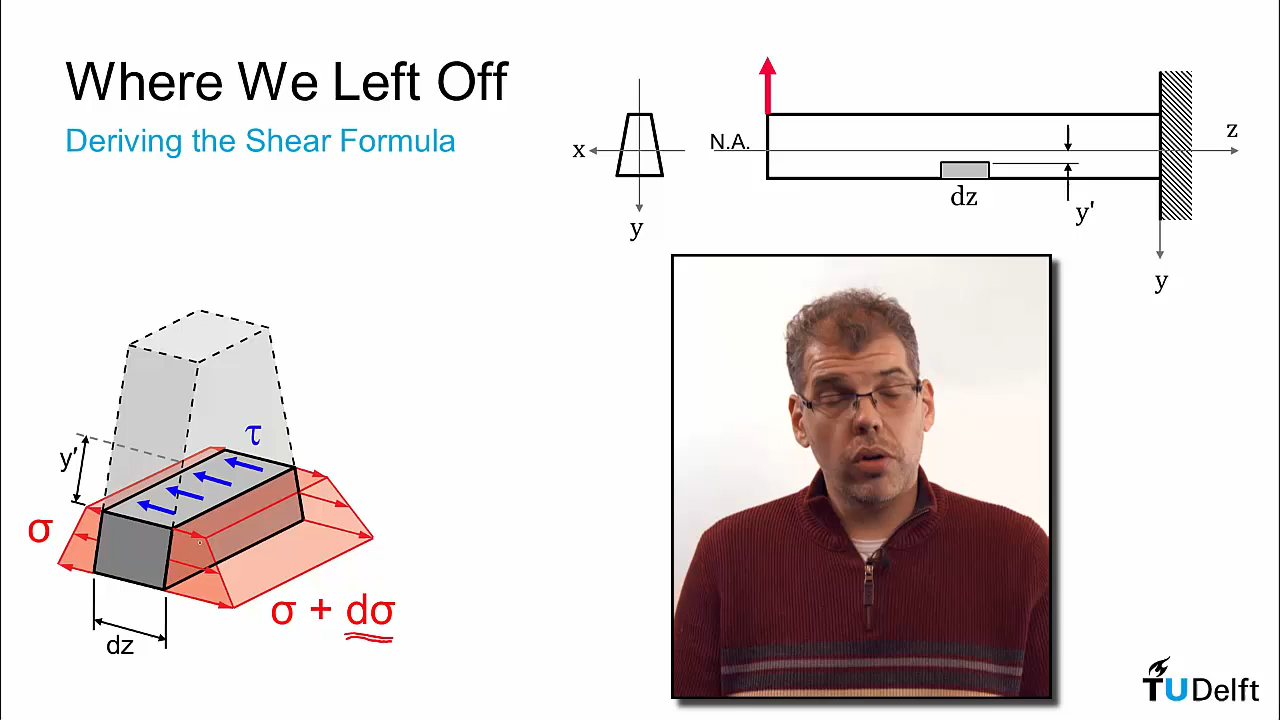 Where We Left Off
Deriving the Shear Formula
x
y
N.A.
z
dz
y'
y
τ
y'
σ
σ + dσ
dz
TUDelft